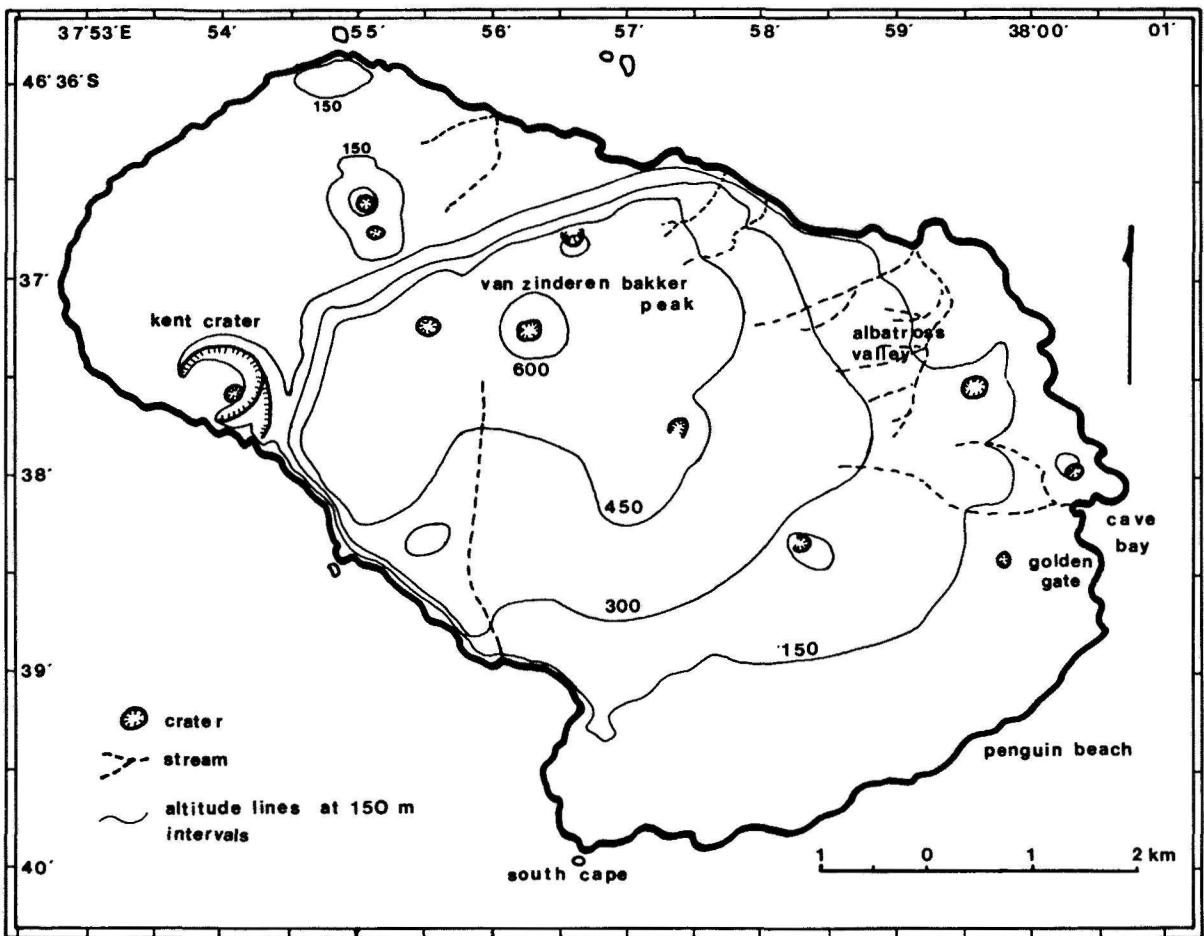 37°53´E 54´ 55´ 56´ 57´ 58´ 59´ 38°00´ 01´
46°36´S
150
150
37´
van zinderen bakker
peak
kent crater
albatross
valley
600
38´
450
cave
bay
golden
gate
300
150
39´
crater
stream
altitude lines at 150 m
intervals
penguin beach
1 0 1 2 km
40´
south cape